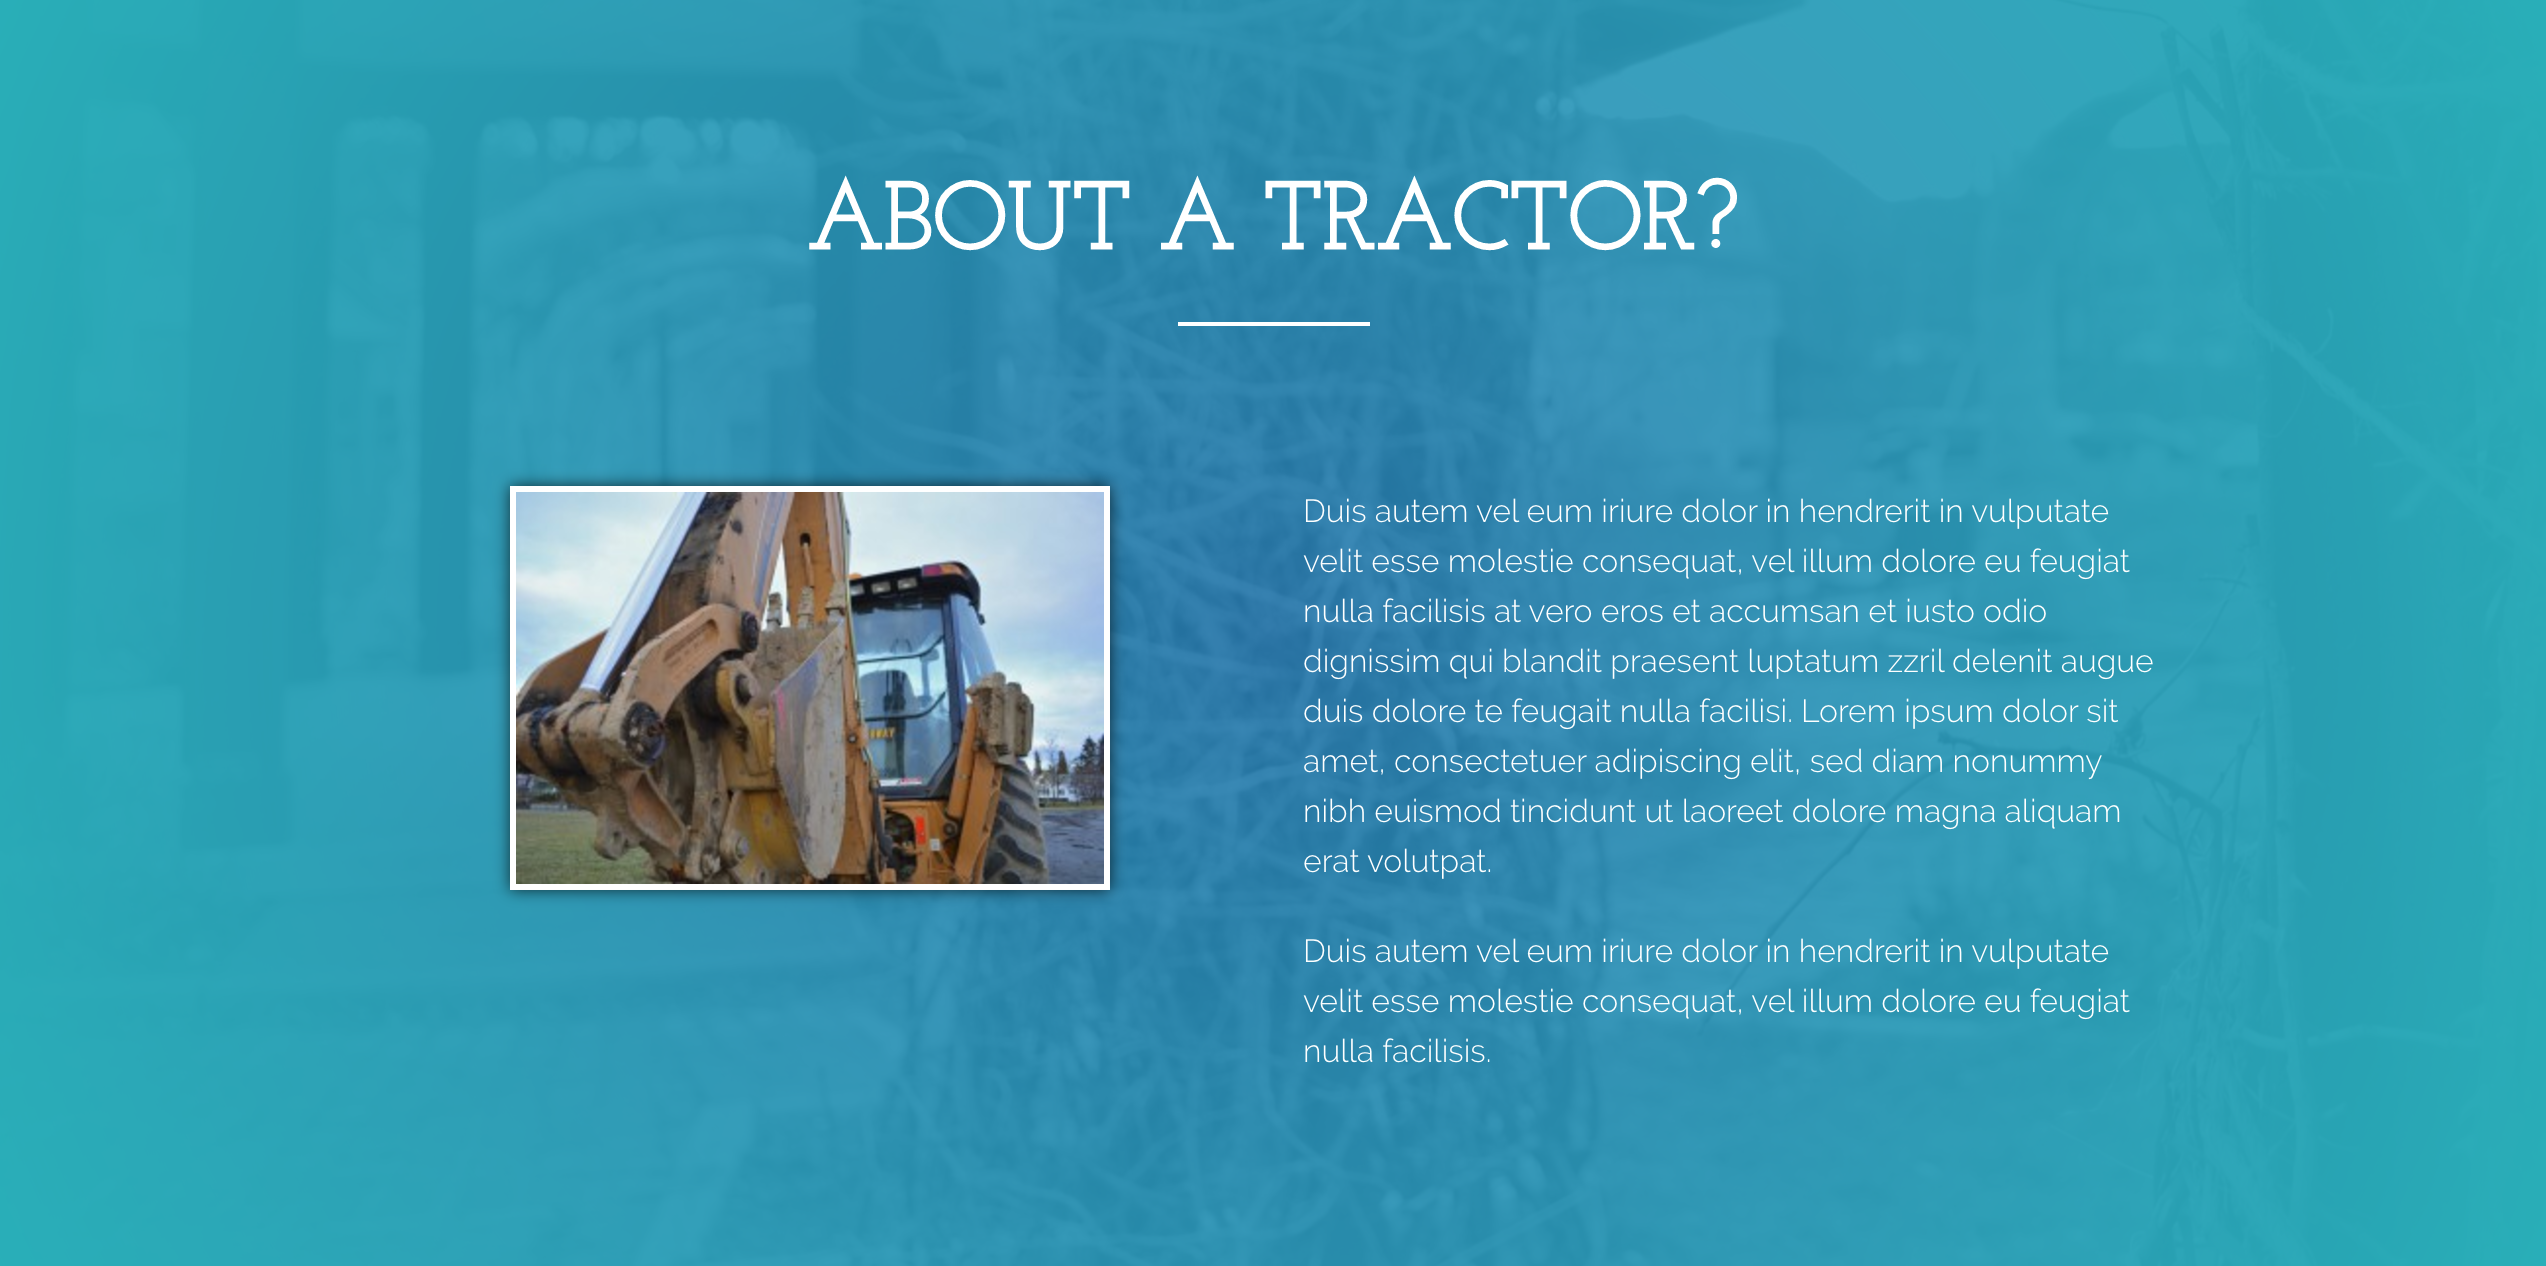 ABOUT A TRACTOR?
Duis autem vel eum iriure dolor in hendrerit in vulputate
velit esse molestie consequat, vel illum dolore eu feugiat
nulla facilisis at vero eros et accumsan et iusto odio
dignissim qui blandit praesent luptatum zzril delenit augue
duis dolore te feugait nulla facilisi. Lorem ipsum dolor sit
amet, consectetuer adipiscing elit, sed diam nonummy
nibh euismod tincidunt ut laoreet dolore magna aliquam
erat volutpat.
Duis autem vel eum iriure dolor in hendrerit in vulputate
velit esse molestie consequat, vel illum dolore eu feugiat
nulla facilisis.